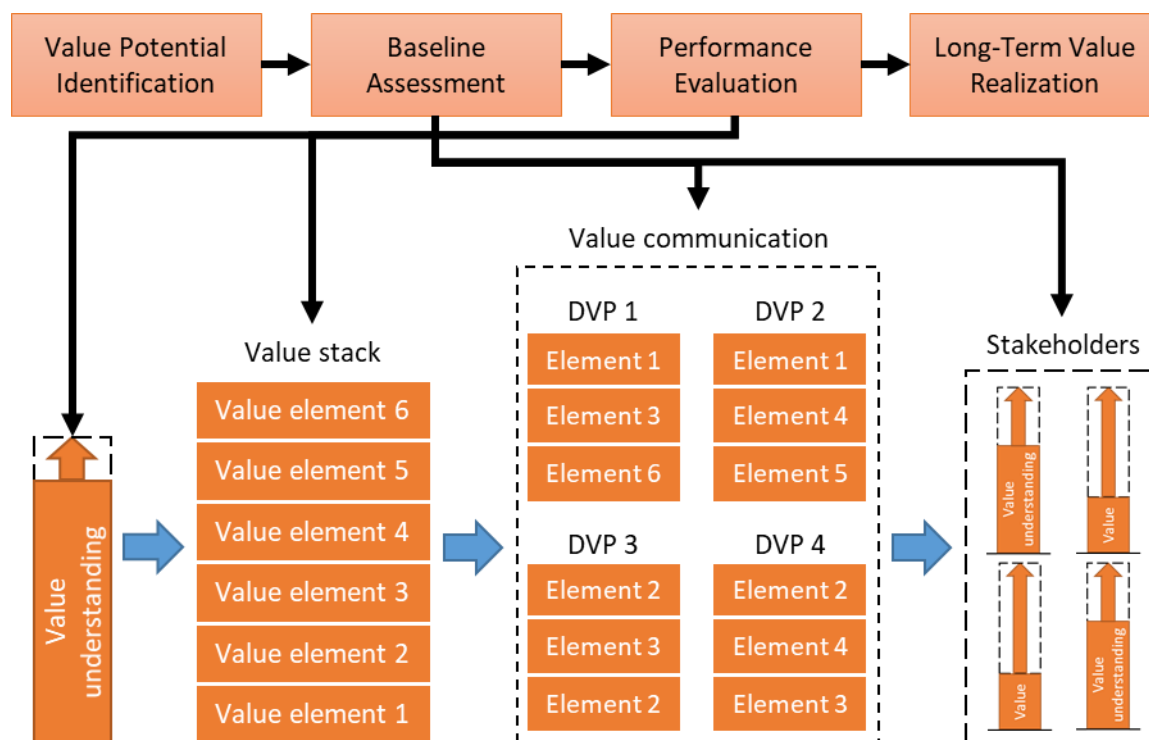 Value Potential
Identification
Baseline
Assessment
Performance
Evaluation
Long-Term Value
Realization
Value communication
Value stack
Value element 6
Value element 5
Value element 4
Value element 3
Value element 2
Value element 1
Value
understanding
DVP 1
Element 1
Element 3
Element 6
DVP 2
Element 1
Element 4
Element 5
DVP 3
Element 2
Element 3
Element 2
DVP 4
Element 2
Element 4
Element 3
Stakeholders
Value
understanding
Value
Value
Value
understanding